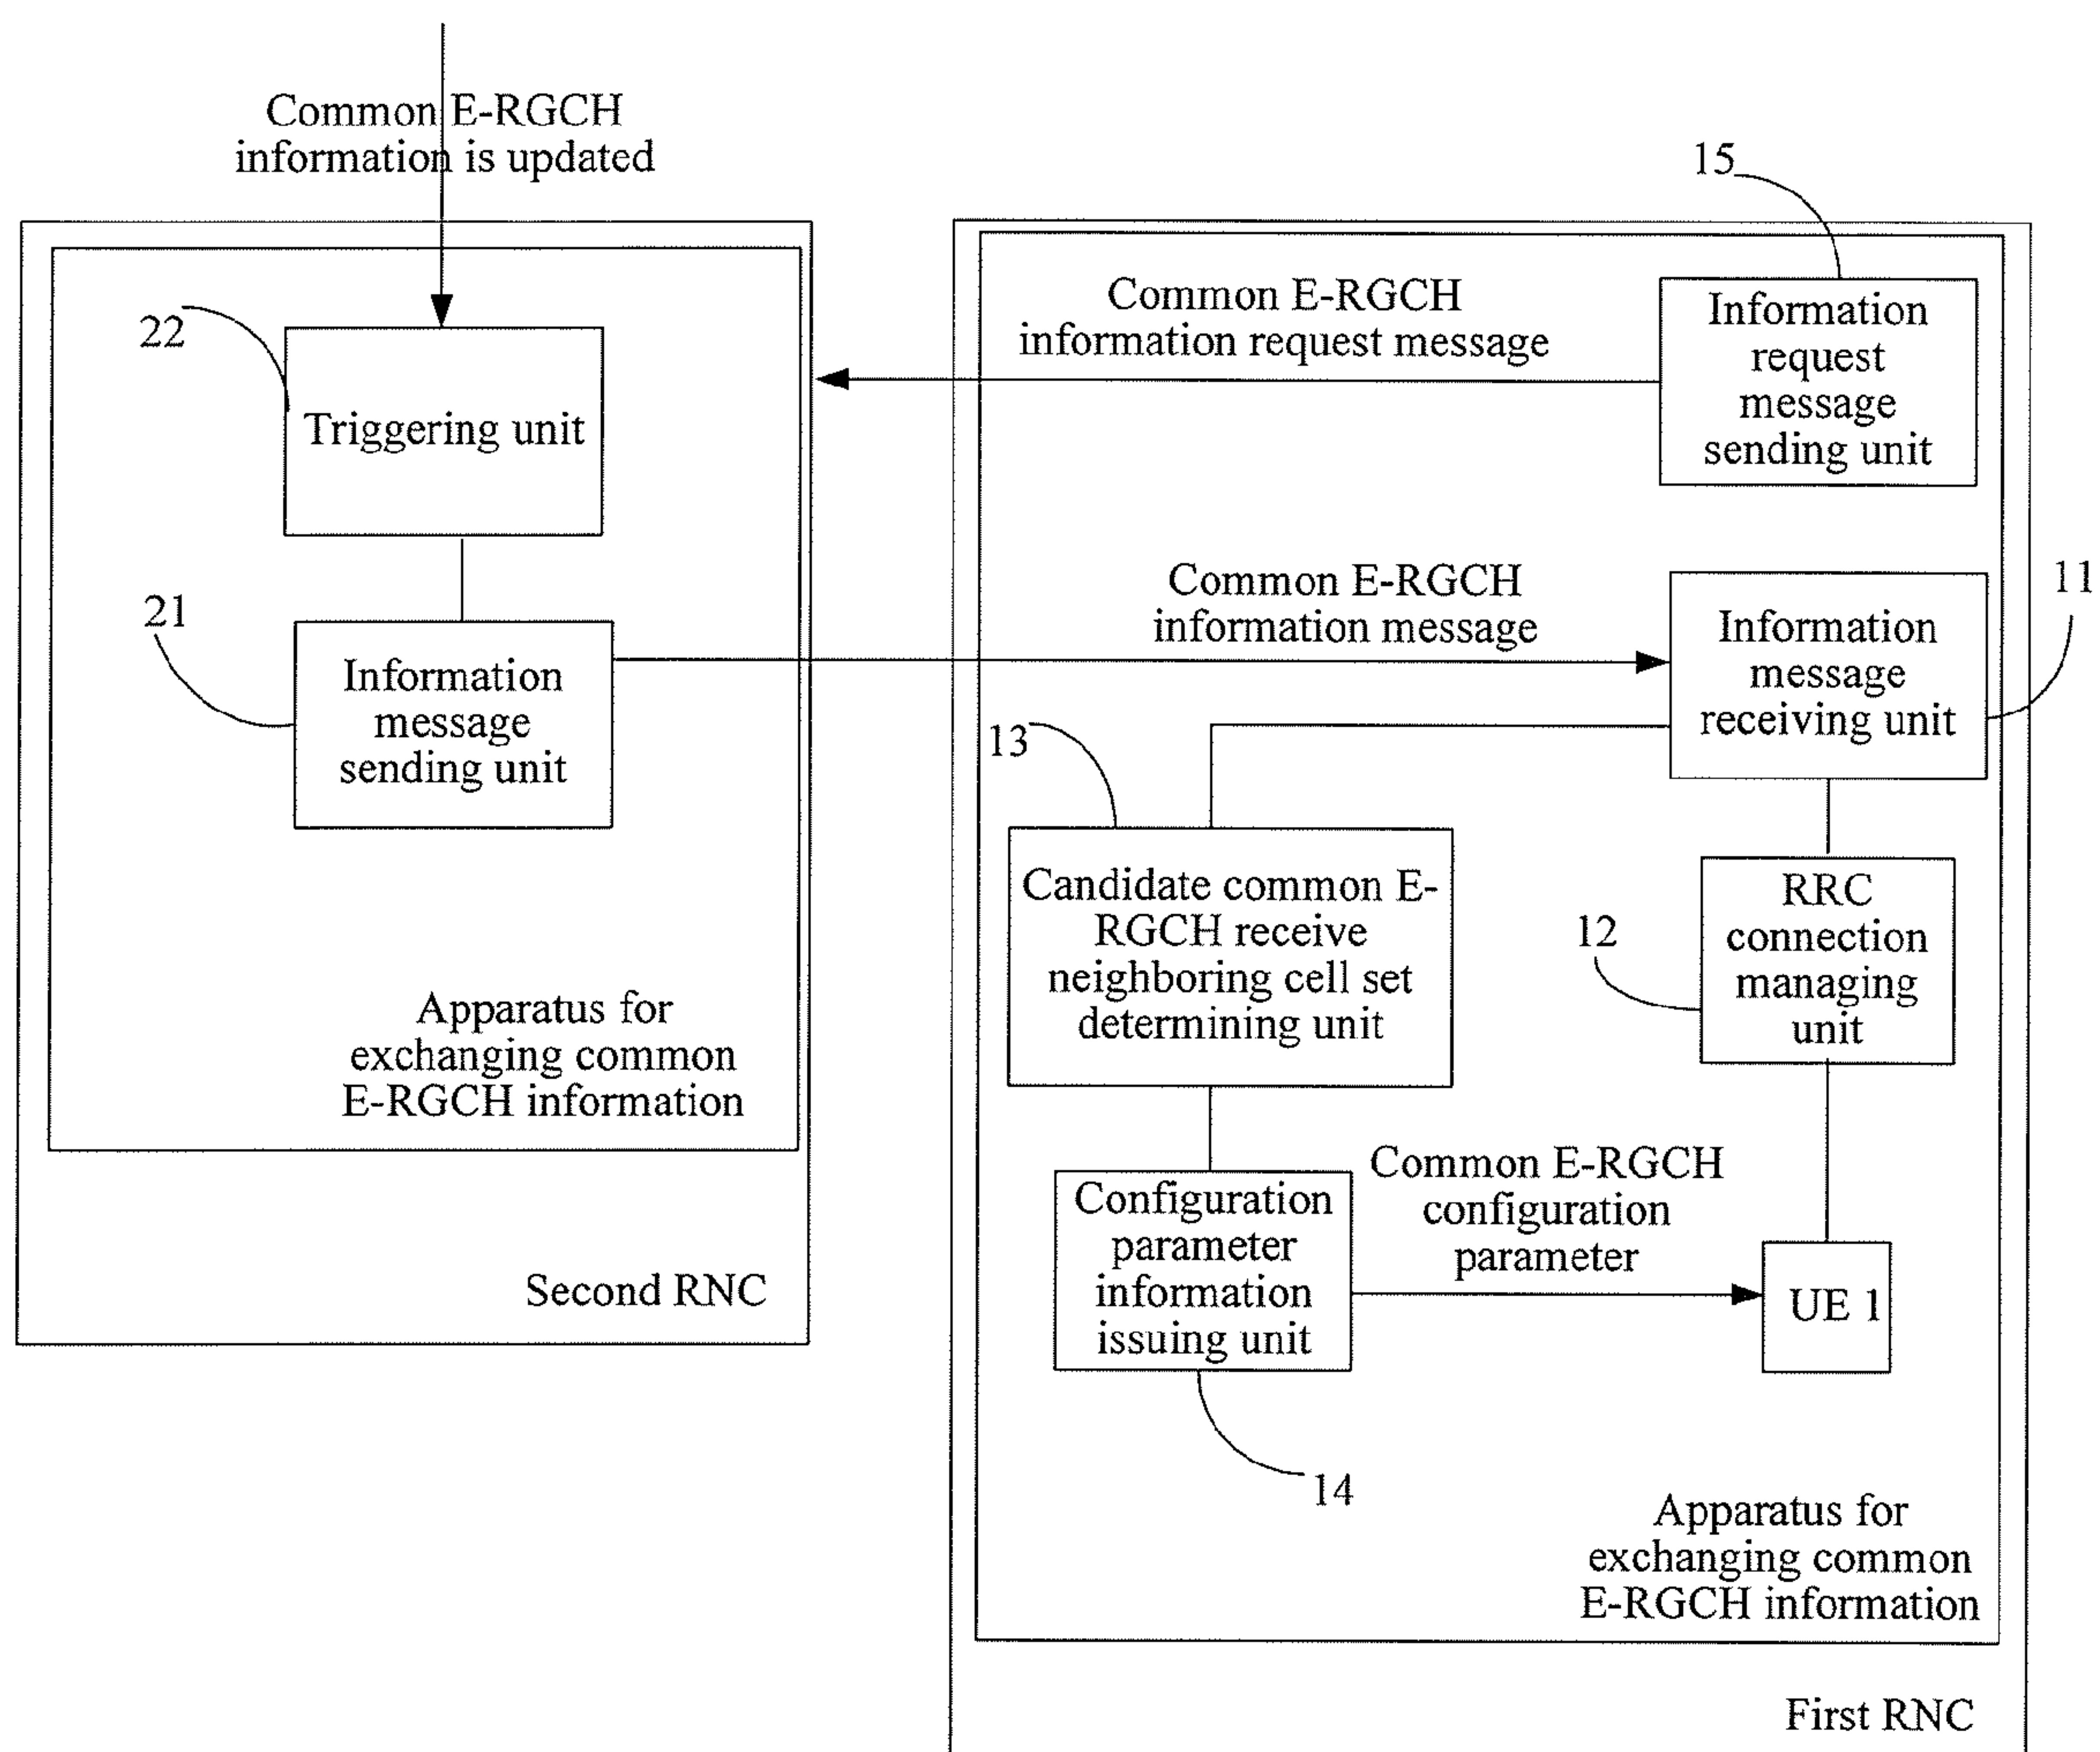 Common E-RGCH
information is updated
22
Triggering unit
21
Information
message
sending unit
Apparatus for
exchanging common
E-RGCH information
Second RNC
15
Common E-RGCH
information request message
Information
request
message
sending unit
Common E-RGCH
information message
11
Information
message
receiving unit
13
Candidate common E-
RGCH receive
neighboring cell set
determining unit
12
RRC
connection
managing
unit
Configuration
parameter
information
issuing unit
Common E-RGCH
configuration
parameter
UE 1
14
Apparatus for
exchanging common
E-RGCH information
First RNC